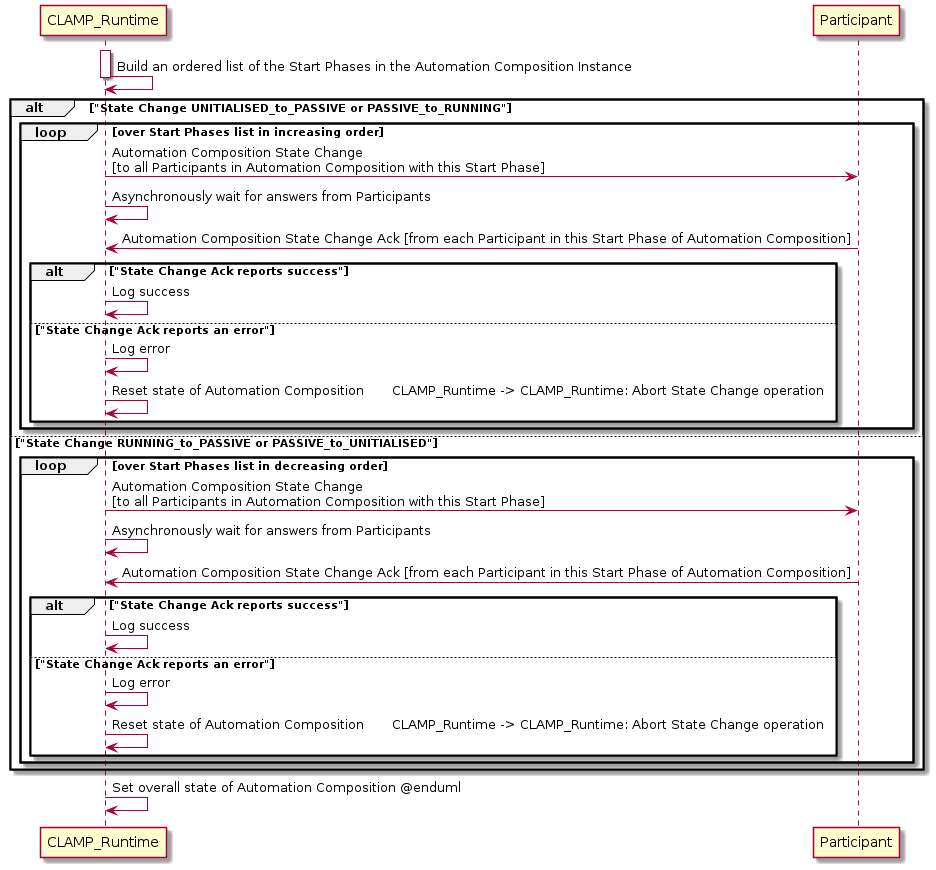 CLAMP_Runtime
Participant
Build an ordered list of the Start Phases in the Automation Composition Instance
alt ["State Change UNITIALISED_to_PASSIVE or PASSIVE_to_RUNNING"]
loop [over Start Phases list in increasing order]
Automation Composition State Change
[to all Participants in Automation Composition with this Start Phase]
Asynchronously wait for answers from Participants
Automation Composition State Change Ack [from each Participant in this Start Phase of Automation Composition]
alt ["State Change Ack reports success"]
Log success
["State Change Ack reports an error"]
Log error
Reset state of Automation Composition CLAMP_Runtime -> CLAMP_Runtime: Abort State Change operation
["State Change RUNNING_to_PASSIVE or PASSIVE_to_UNITIALISED"]
loop [over Start Phases list in decreasing order]
Automation Composition State Change
[to all Participants in Automation Composition with this Start Phase]
Asynchronously wait for answers from Participants
Automation Composition State Change Ack [from each Participant in this Start Phase of Automation Composition]
alt ["State Change Ack reports success"]
Log success
["State Change Ack reports an error"]
Log error
Reset state of Automation Composition CLAMP_Runtime -> CLAMP_Runtime: Abort State Change operation
Set overall state of Automation Composition @enduml
CLAMP_Runtime
Participant